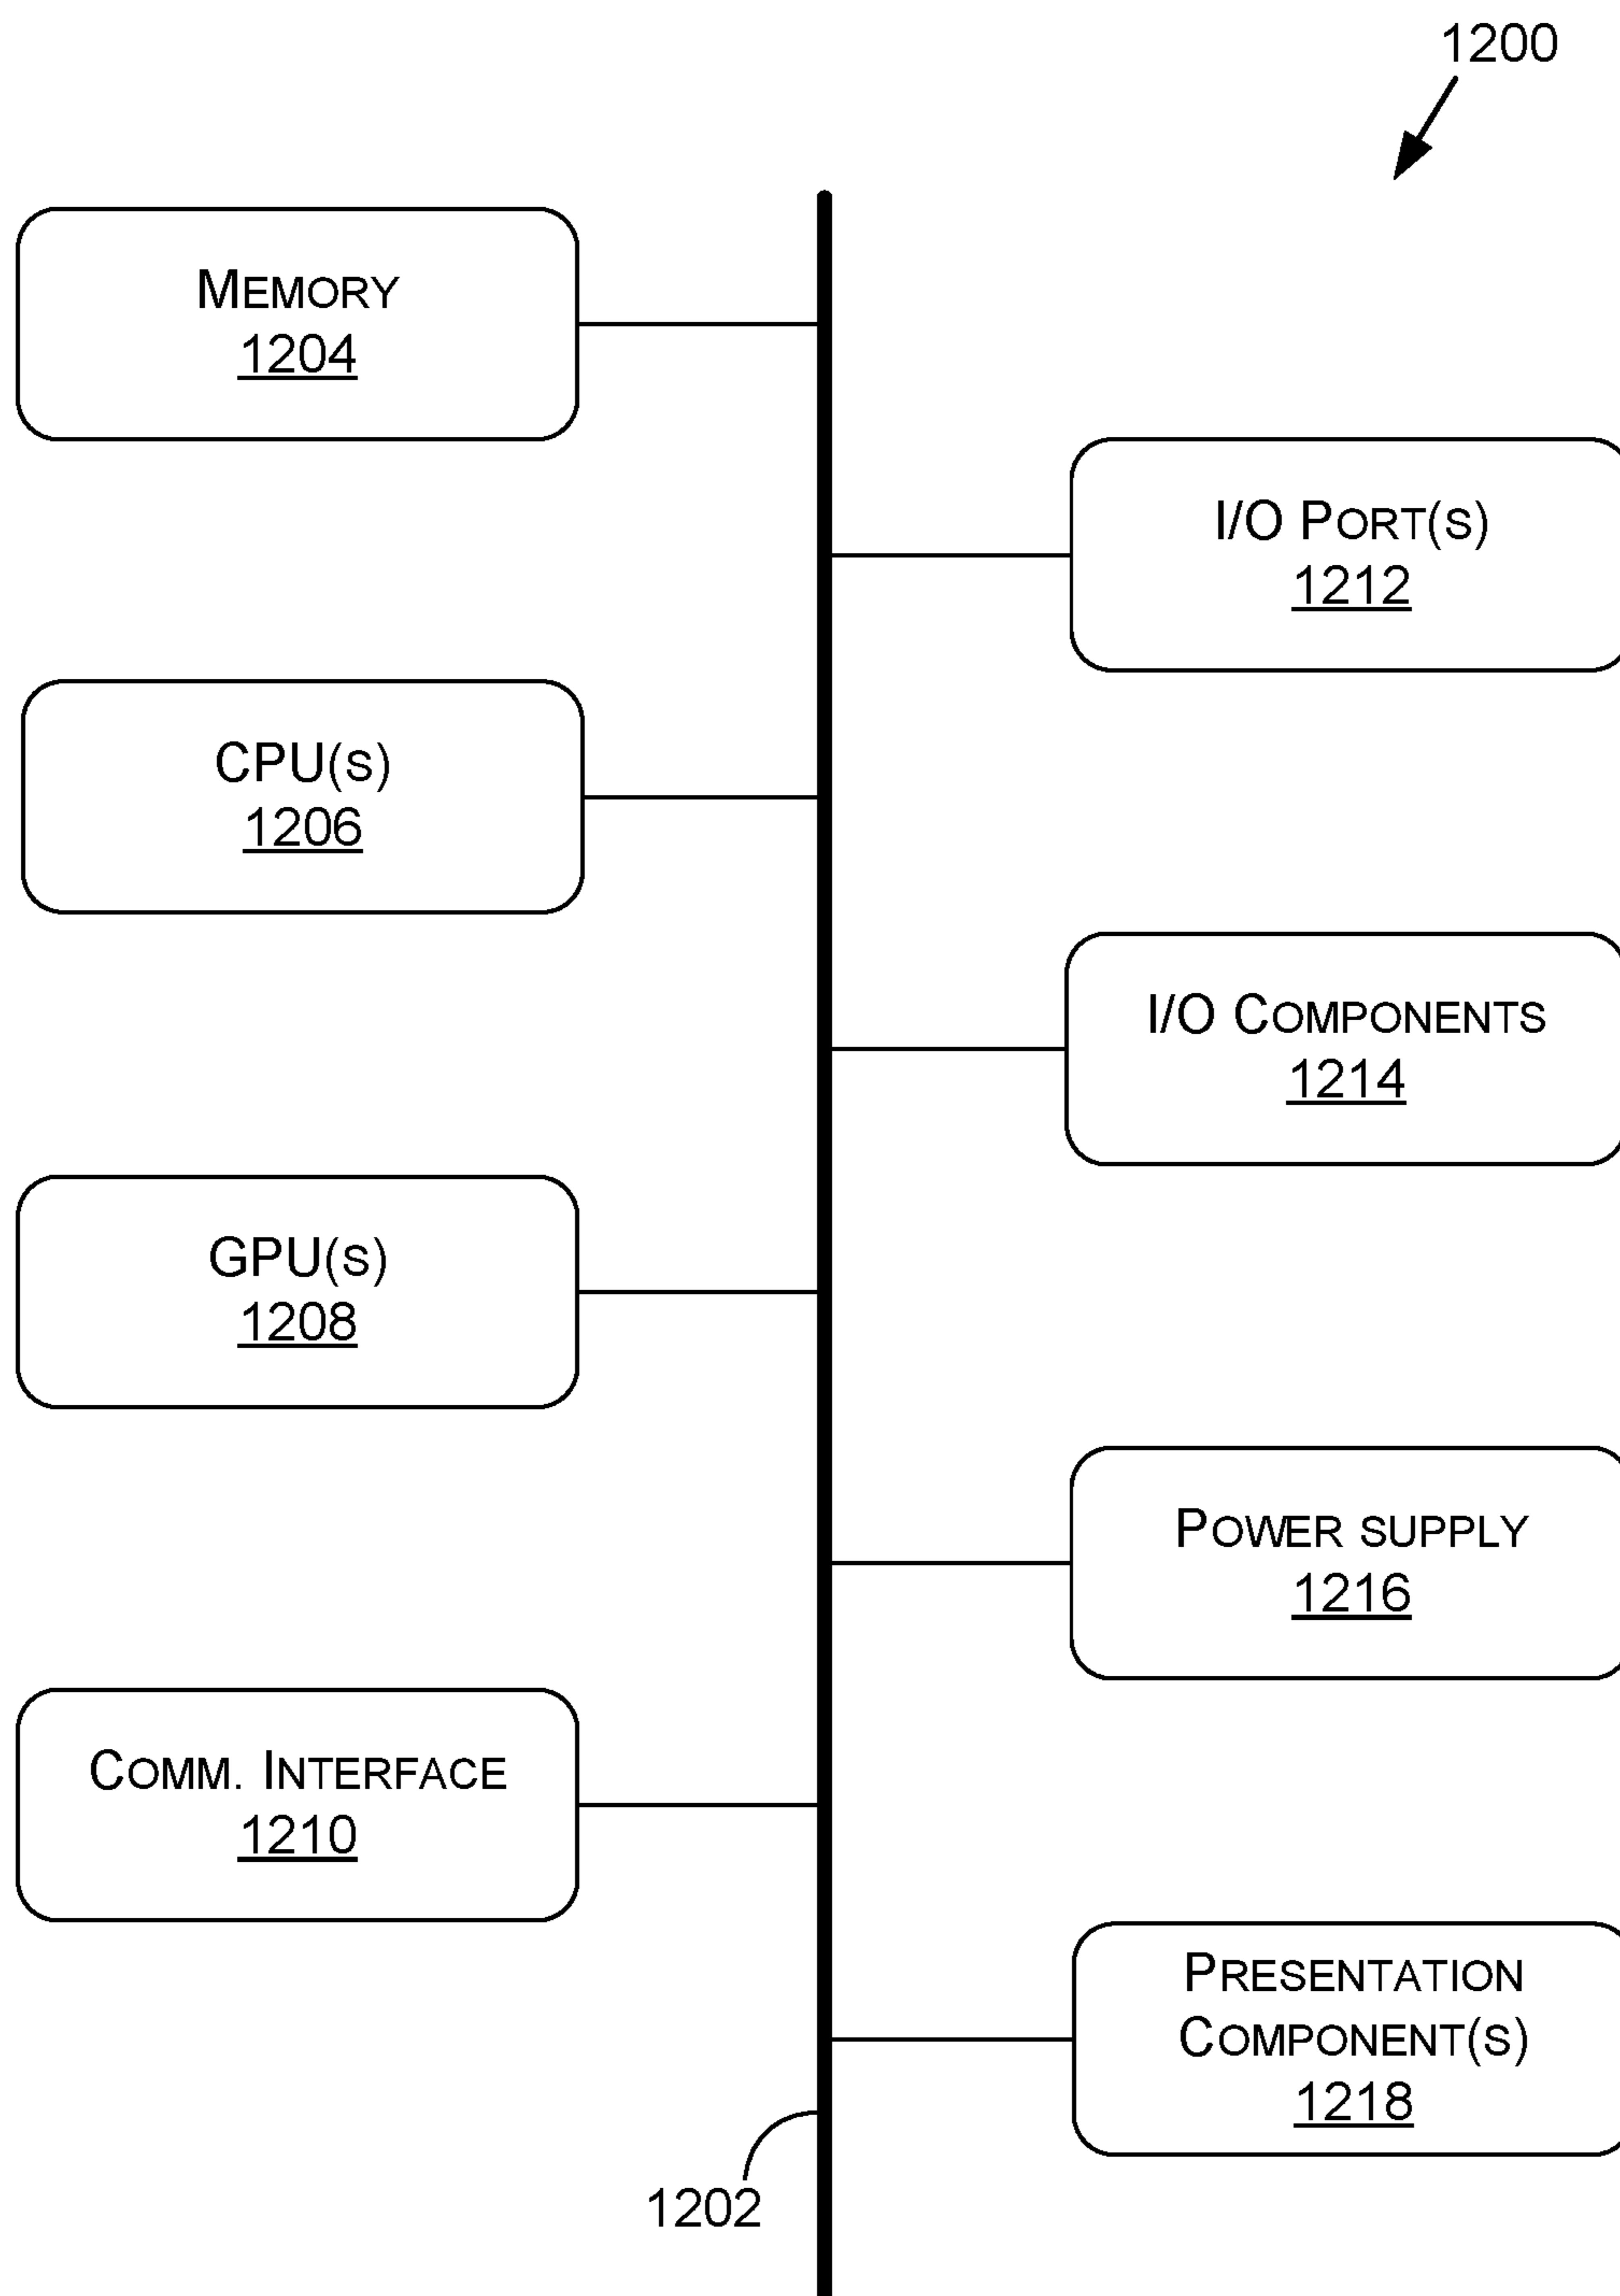 1200
MEMORY
1204
I/O PORT(S)
1212
CPU(S)
1206
I/O COMPONENTS
1214
GPU(S)
1208
POWER SUPPLY
1216
COMM. INTERFACE
1210
PRESENTATION
COMPONENT(S)
1218
1202